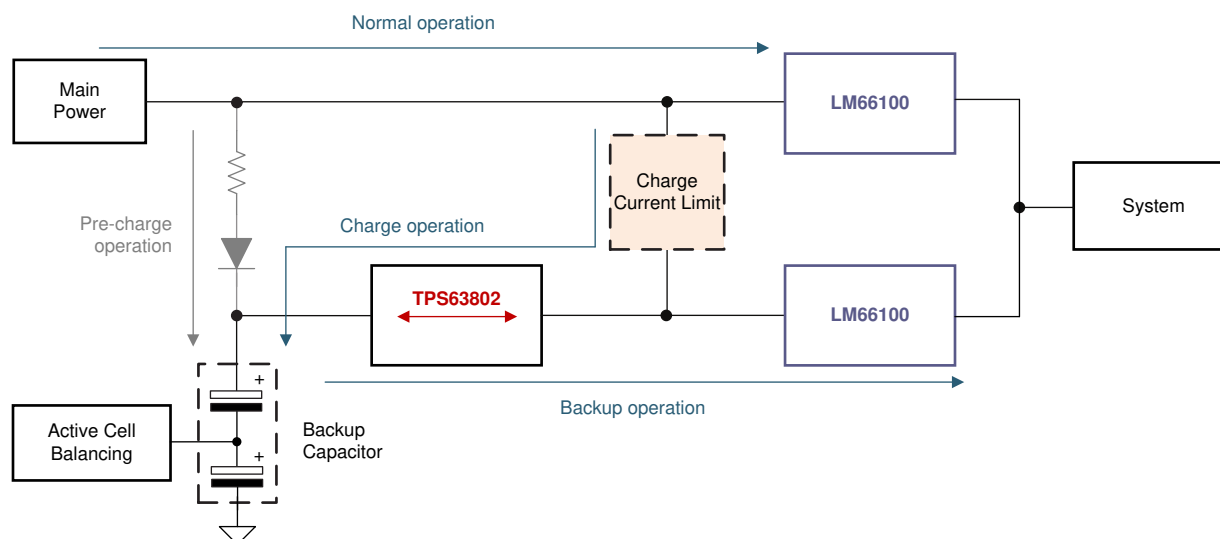 Normal operation
Main
Power
LM66100
Charge
Current Limit
Pre-charge
operation
Charge operation
System
TPS63802
LM66100
Backup operation
+
Active Cell
Balancing
Backup
Capacitor
+